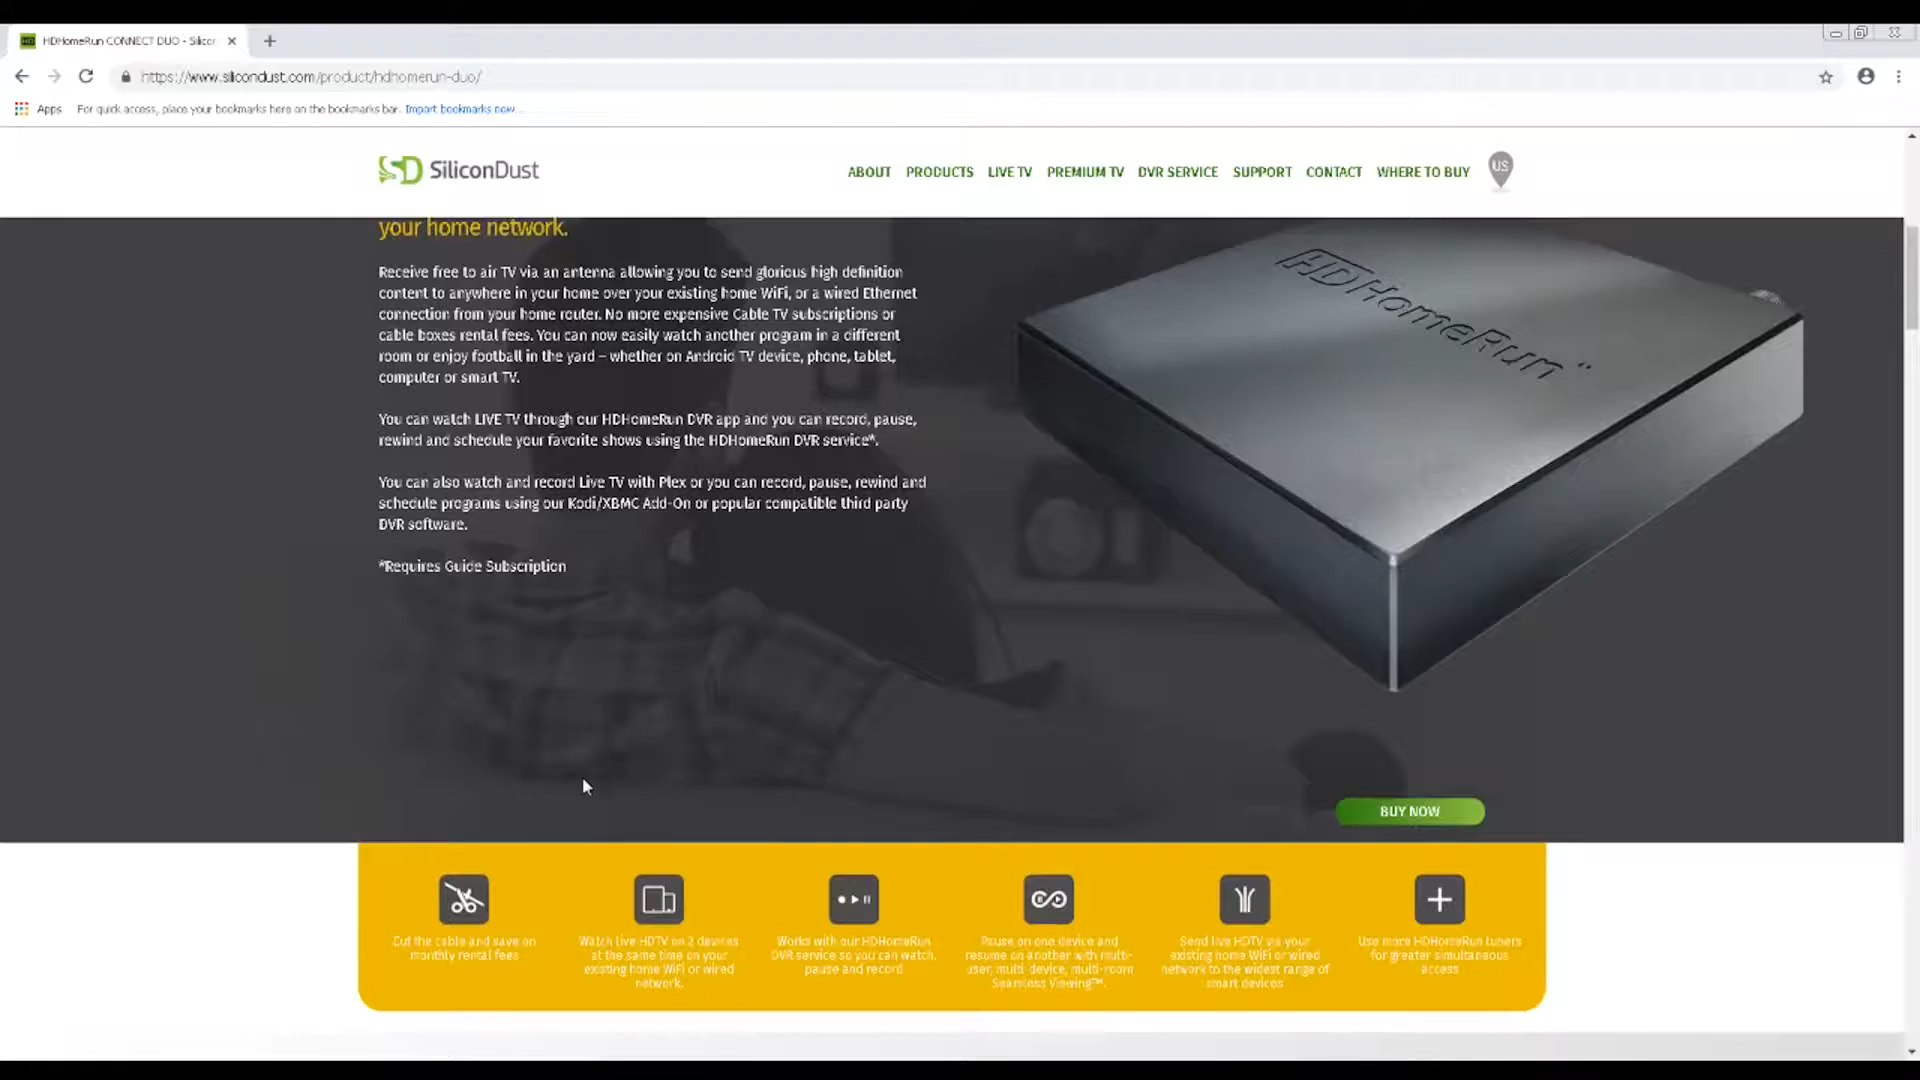 HDHomeRun CONNECT DUO - Silicor
https://www.silicondust.com/product/hdhomerun-duo/
Apps For quick access, place your bookmarks here on the bookmarks bar. Import bookmarks now...
SD SiliconDust
ABOUT PRODUCTS LIVE TV PREMIUM TV DVR SERVICE SUPPORT CONTACT WHERE TO BUY US
your home network.
Receive free to air TV via an antenna allowing you to send glorious high definition
content to anywhere in your home over your existing home WiFi, or a wired Ethernet
connection from your home router. No more expensive Cable TV subscriptions or
cable boxes rental fees. You can now easily watch another program in a different
room or enjoy football in the yard – whether on Android TV device, phone, tablet,
computer or smart TV.
You can watch LIVE TV through our HDHomeRun DVR app and you can record, pause,
rewind and schedule your favorite shows using the HDHomeRun DVR service*.
You can also watch and record Live TV with Plex or you can record, pause, rewind and
schedule programs using our Kodi/XBMC Add-On or popular compatible third party
DVR software.
*Requires Guide Subscription
HDHomeRun
BUY NOW
Cut the cable and save on
monthly rental fees
Watch live HDTV on 2 devices
at the same time on your
existing home WiFi or wired
network.
Works with our HDHomeRun
DVR service so you can watch,
pause and record
Pause on one device and
resume on another with multi-
user, multi-device, multi-room
Seamless Viewing™.
Send live HDTV via your
existing home WiFi or wired
network to the widest range of
smart devices
Use more HDHomeRun tuners
for greater simultaneous
access